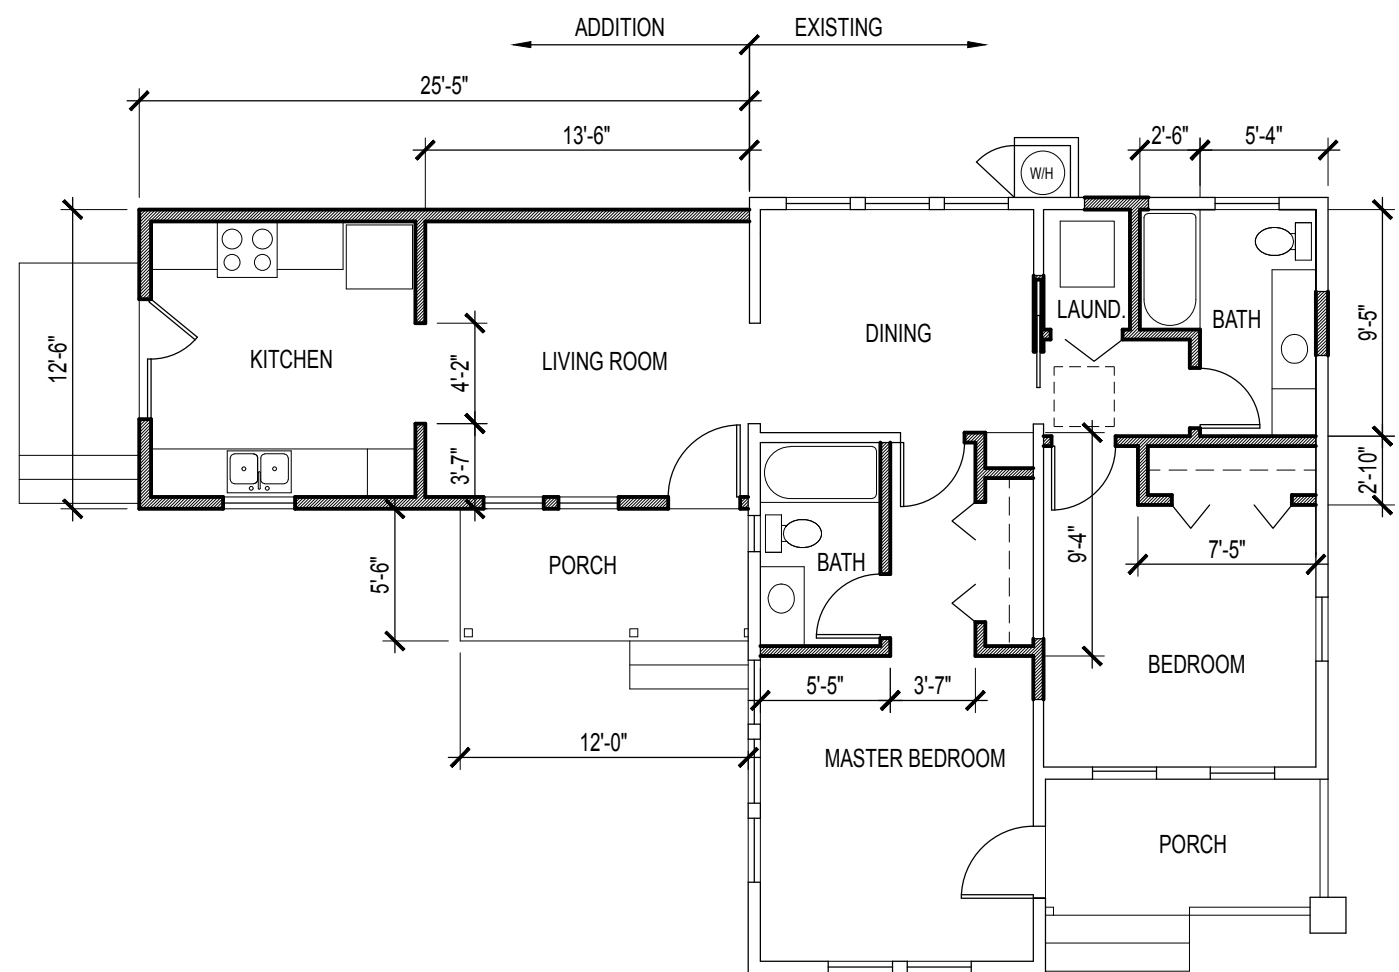 ADDITION
EXISTING
25'-5"
13'-6"
2'-6"
5'-4"
W/H
12'-6"
KITCHEN
LIVING ROOM
4'-2"
3'-7"
DINING
LAUND.
BATH
9'-5"
2'-10"
5'-6"
PORCH
BATH
9'-4"
7'-5"
BEDROOM
5'-5"
3'-7"
12'-0"
MASTER BEDROOM
PORCH